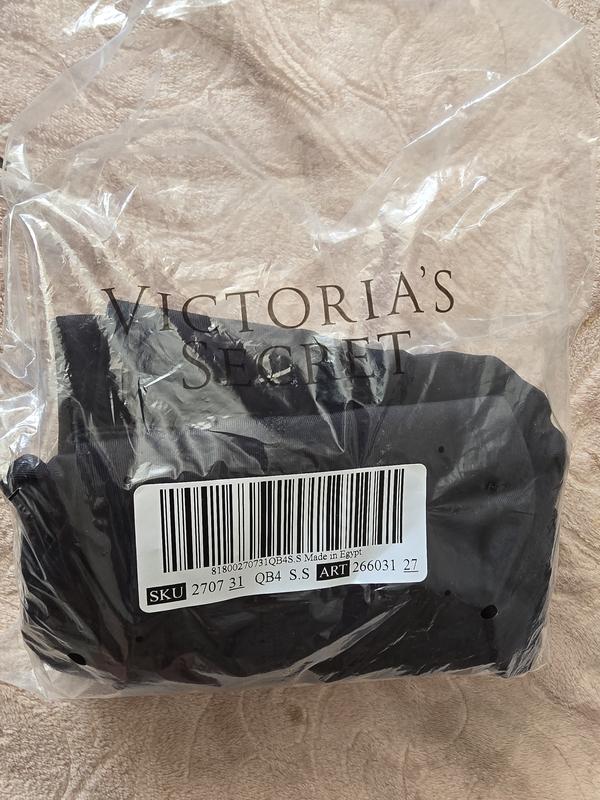 VICTORIA'S
SECRET
81800270731QB4S.S Made in Egypt
SKU 2707 31 QB4 S.S ART 266031 27